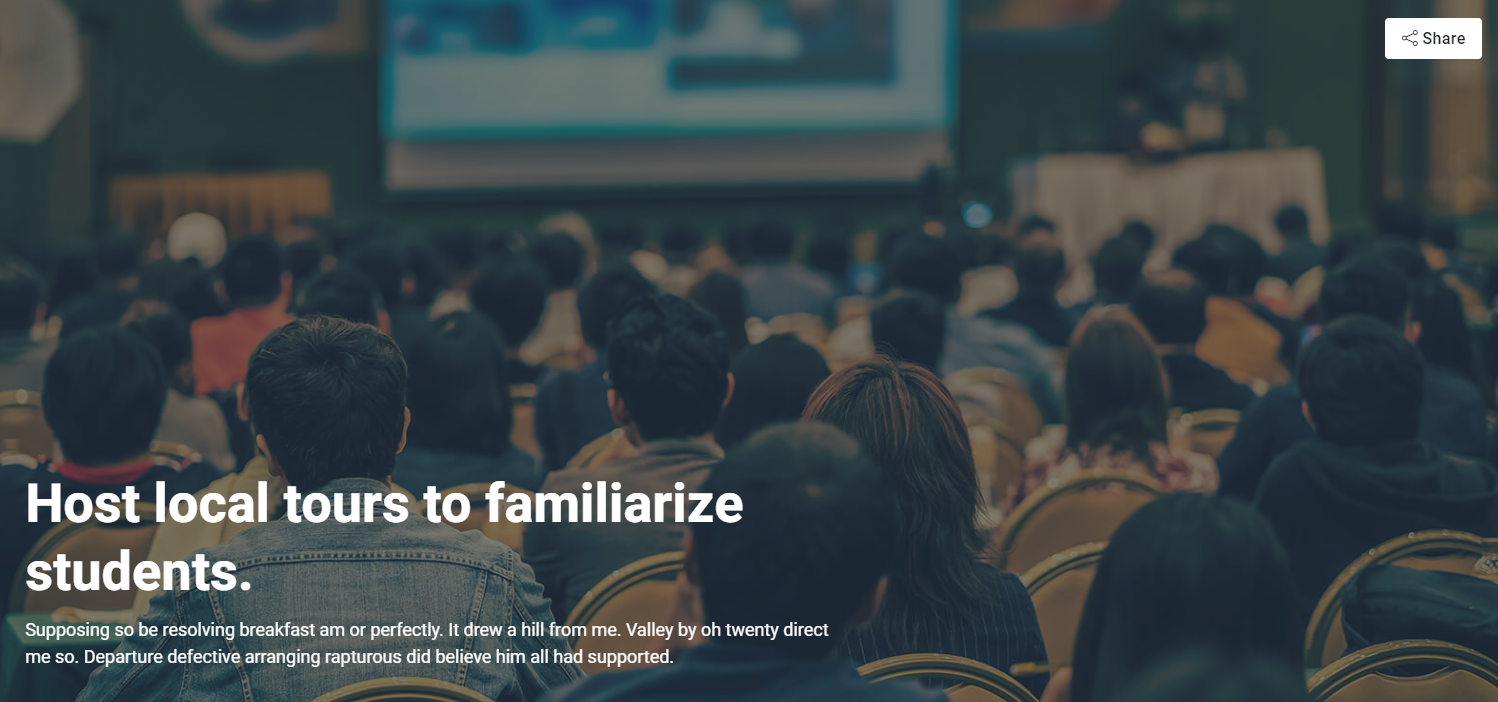 Share
Host local tours to familiarize
students.
Supposing so be resolving breakfast am or perfectly. It drew a hill from me. Valley by oh twenty direct
me so. Departure defective arranging rapturous did believe him all had supported.